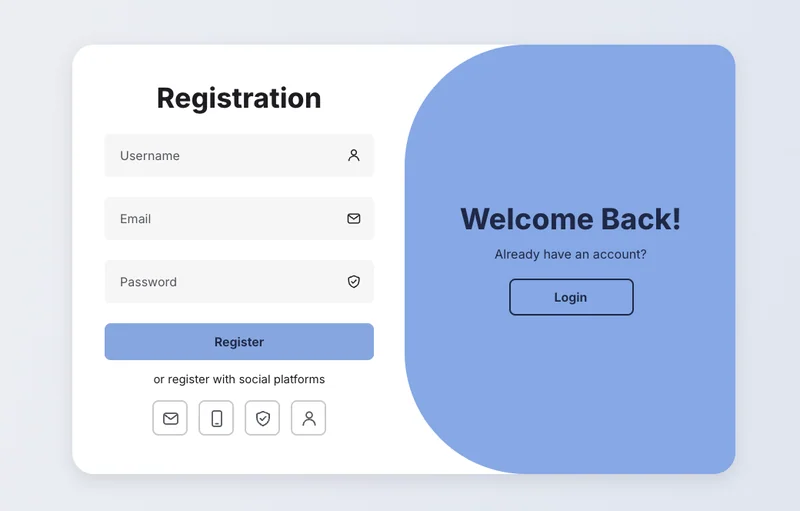 Registration
Username
Email
Password
Register
or register with social platforms
Welcome Back!
Already have an account?
Login